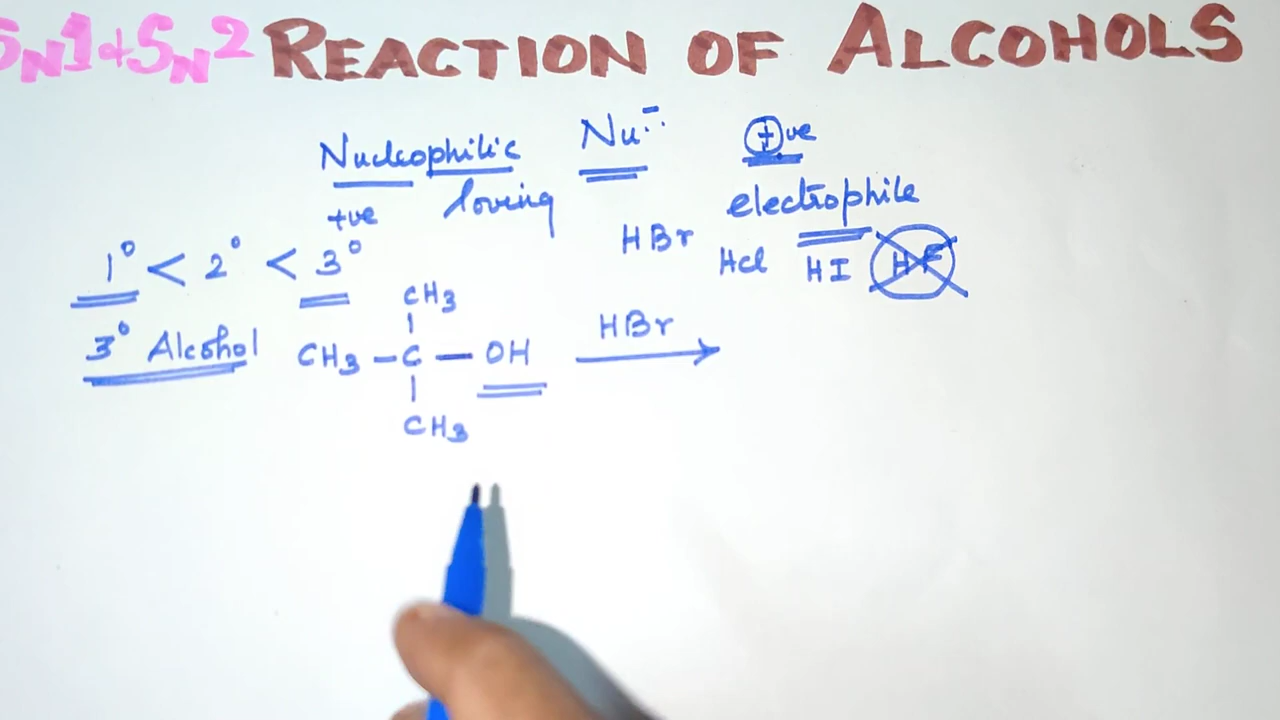 SN1+SN2 REACTION OF ALCOHOLS
Nucleophilic Nu:⁻ +ve
+ve loving electrophile
HBr HCl HI HF
1° < 2° < 3°
3° Alcohol
CH3
CH3 – C – OH HBr →
CH3